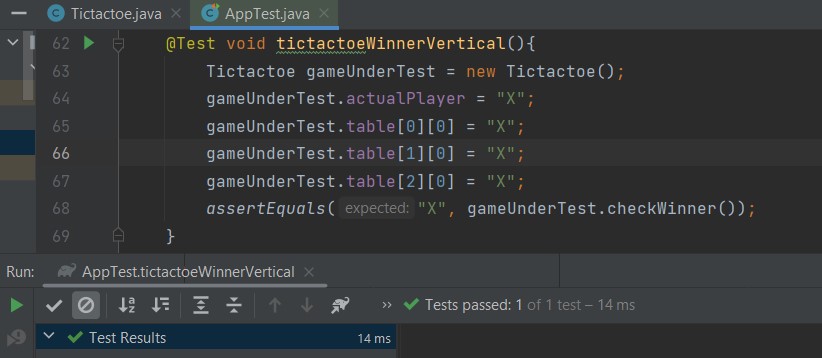 Tictactoe.java AppTest.java
62 @Test void tictactoeWinnerVertical(){
63 Tictactoe gameUnderTest = new Tictactoe();
64 gameUnderTest.actualPlayer = "X";
65 gameUnderTest.table[0][0] = "X";
66 gameUnderTest.table[1][0] = "X";
67 gameUnderTest.table[2][0] = "X";
68 assertEquals( expected: "X", gameUnderTest.checkWinner());
69 }
Run: AppTest.tictactoeWinnerVertical
Tests passed: 1 of 1 test – 14 ms
Test Results 14 ms